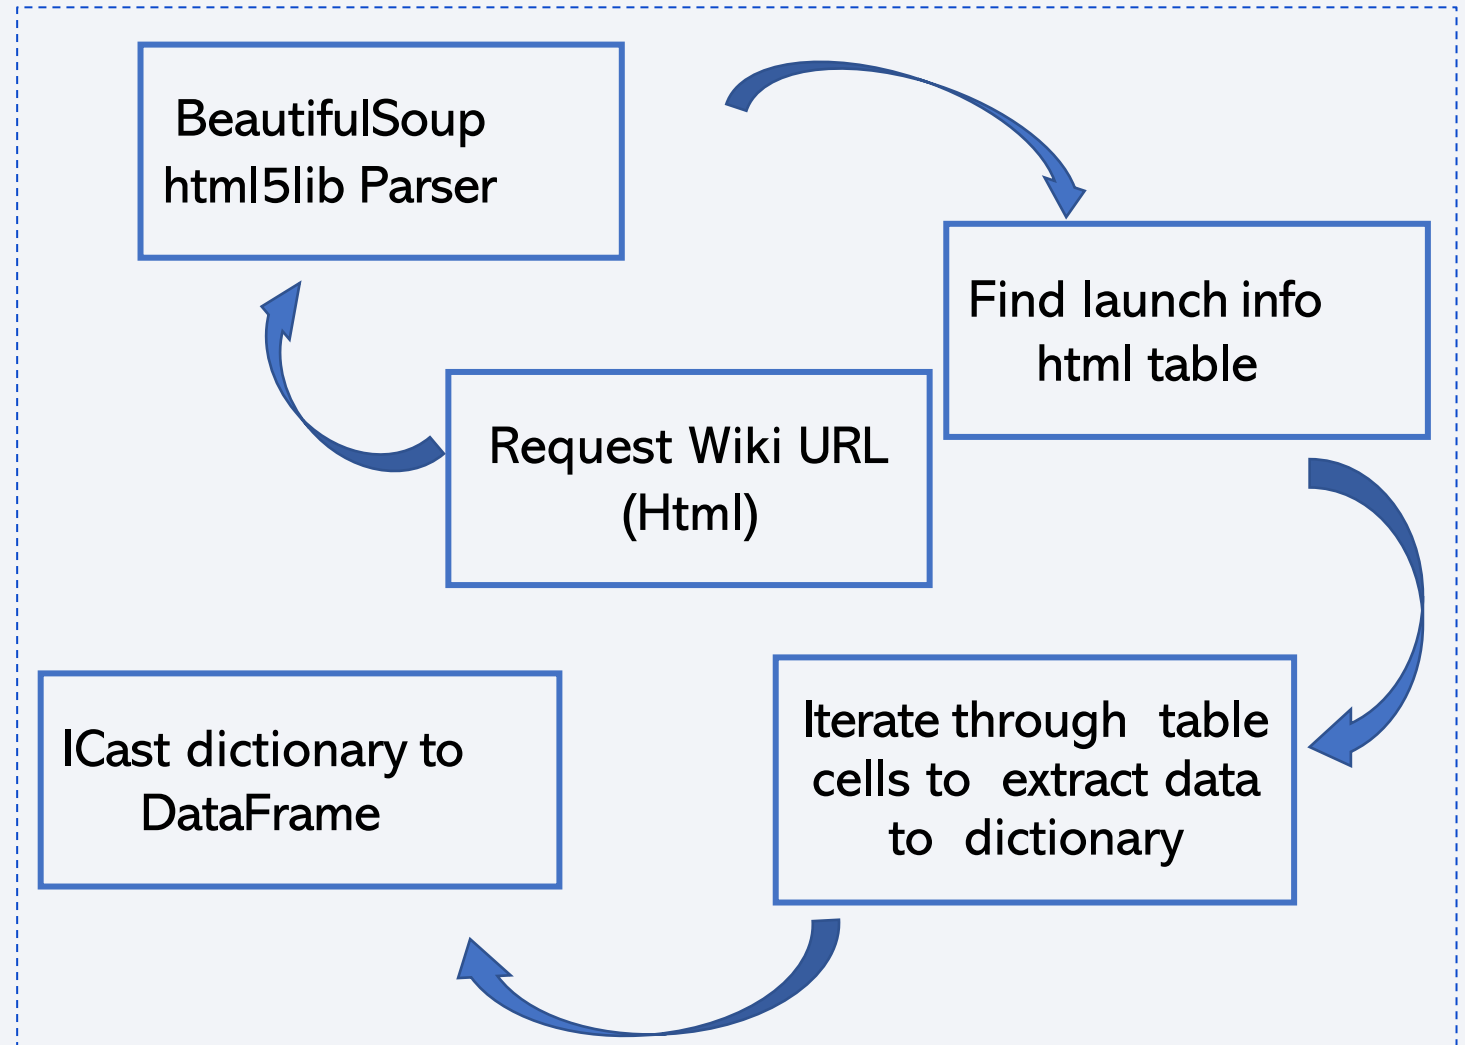 BeautifulSoup
html5lib Parser
Find launch info
html table
Request Wiki URL
(Html)
Iterate through table
cells to extract data
to dictionary
ICast dictionary to
DataFrame